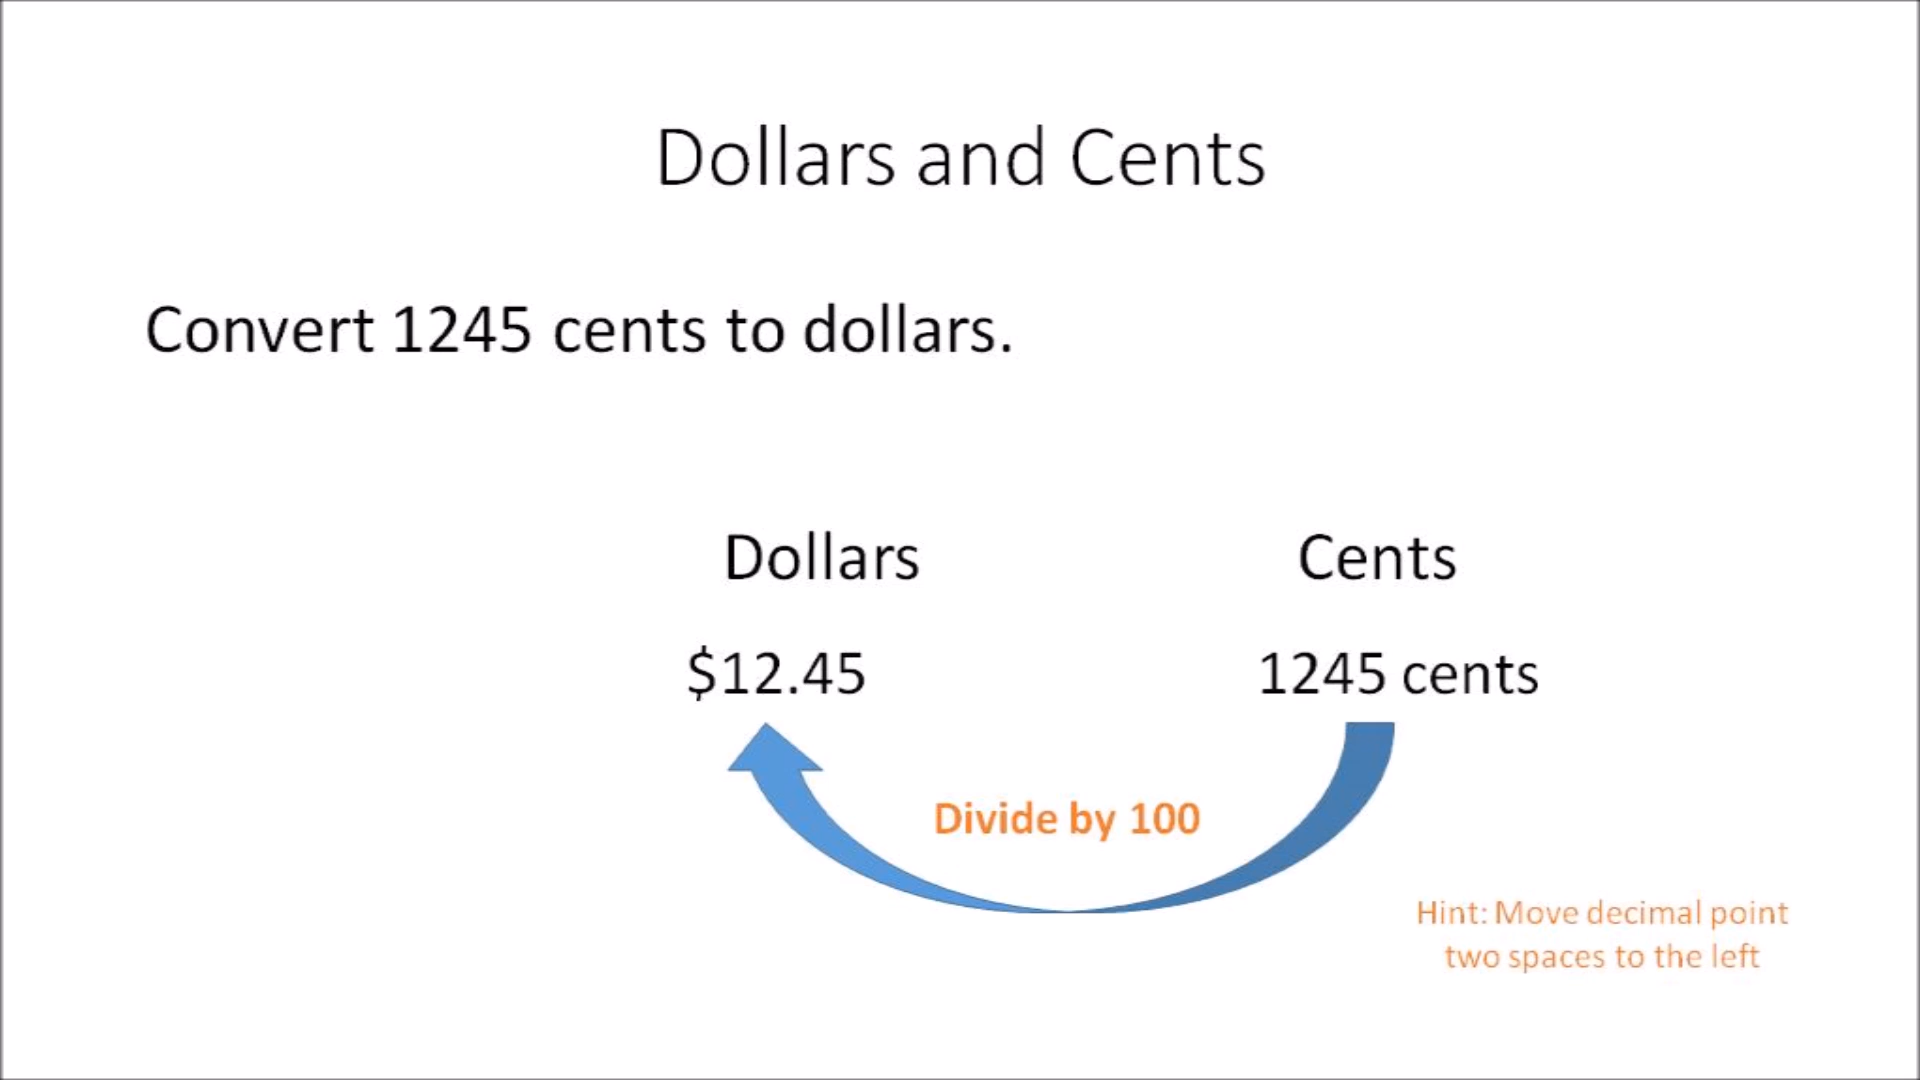 Dollars and Cents
Convert 1245 cents to dollars.
Dollars Cents
$12.45 1245 cents
Divide by 100
Hint: Move decimal point
two spaces to the left